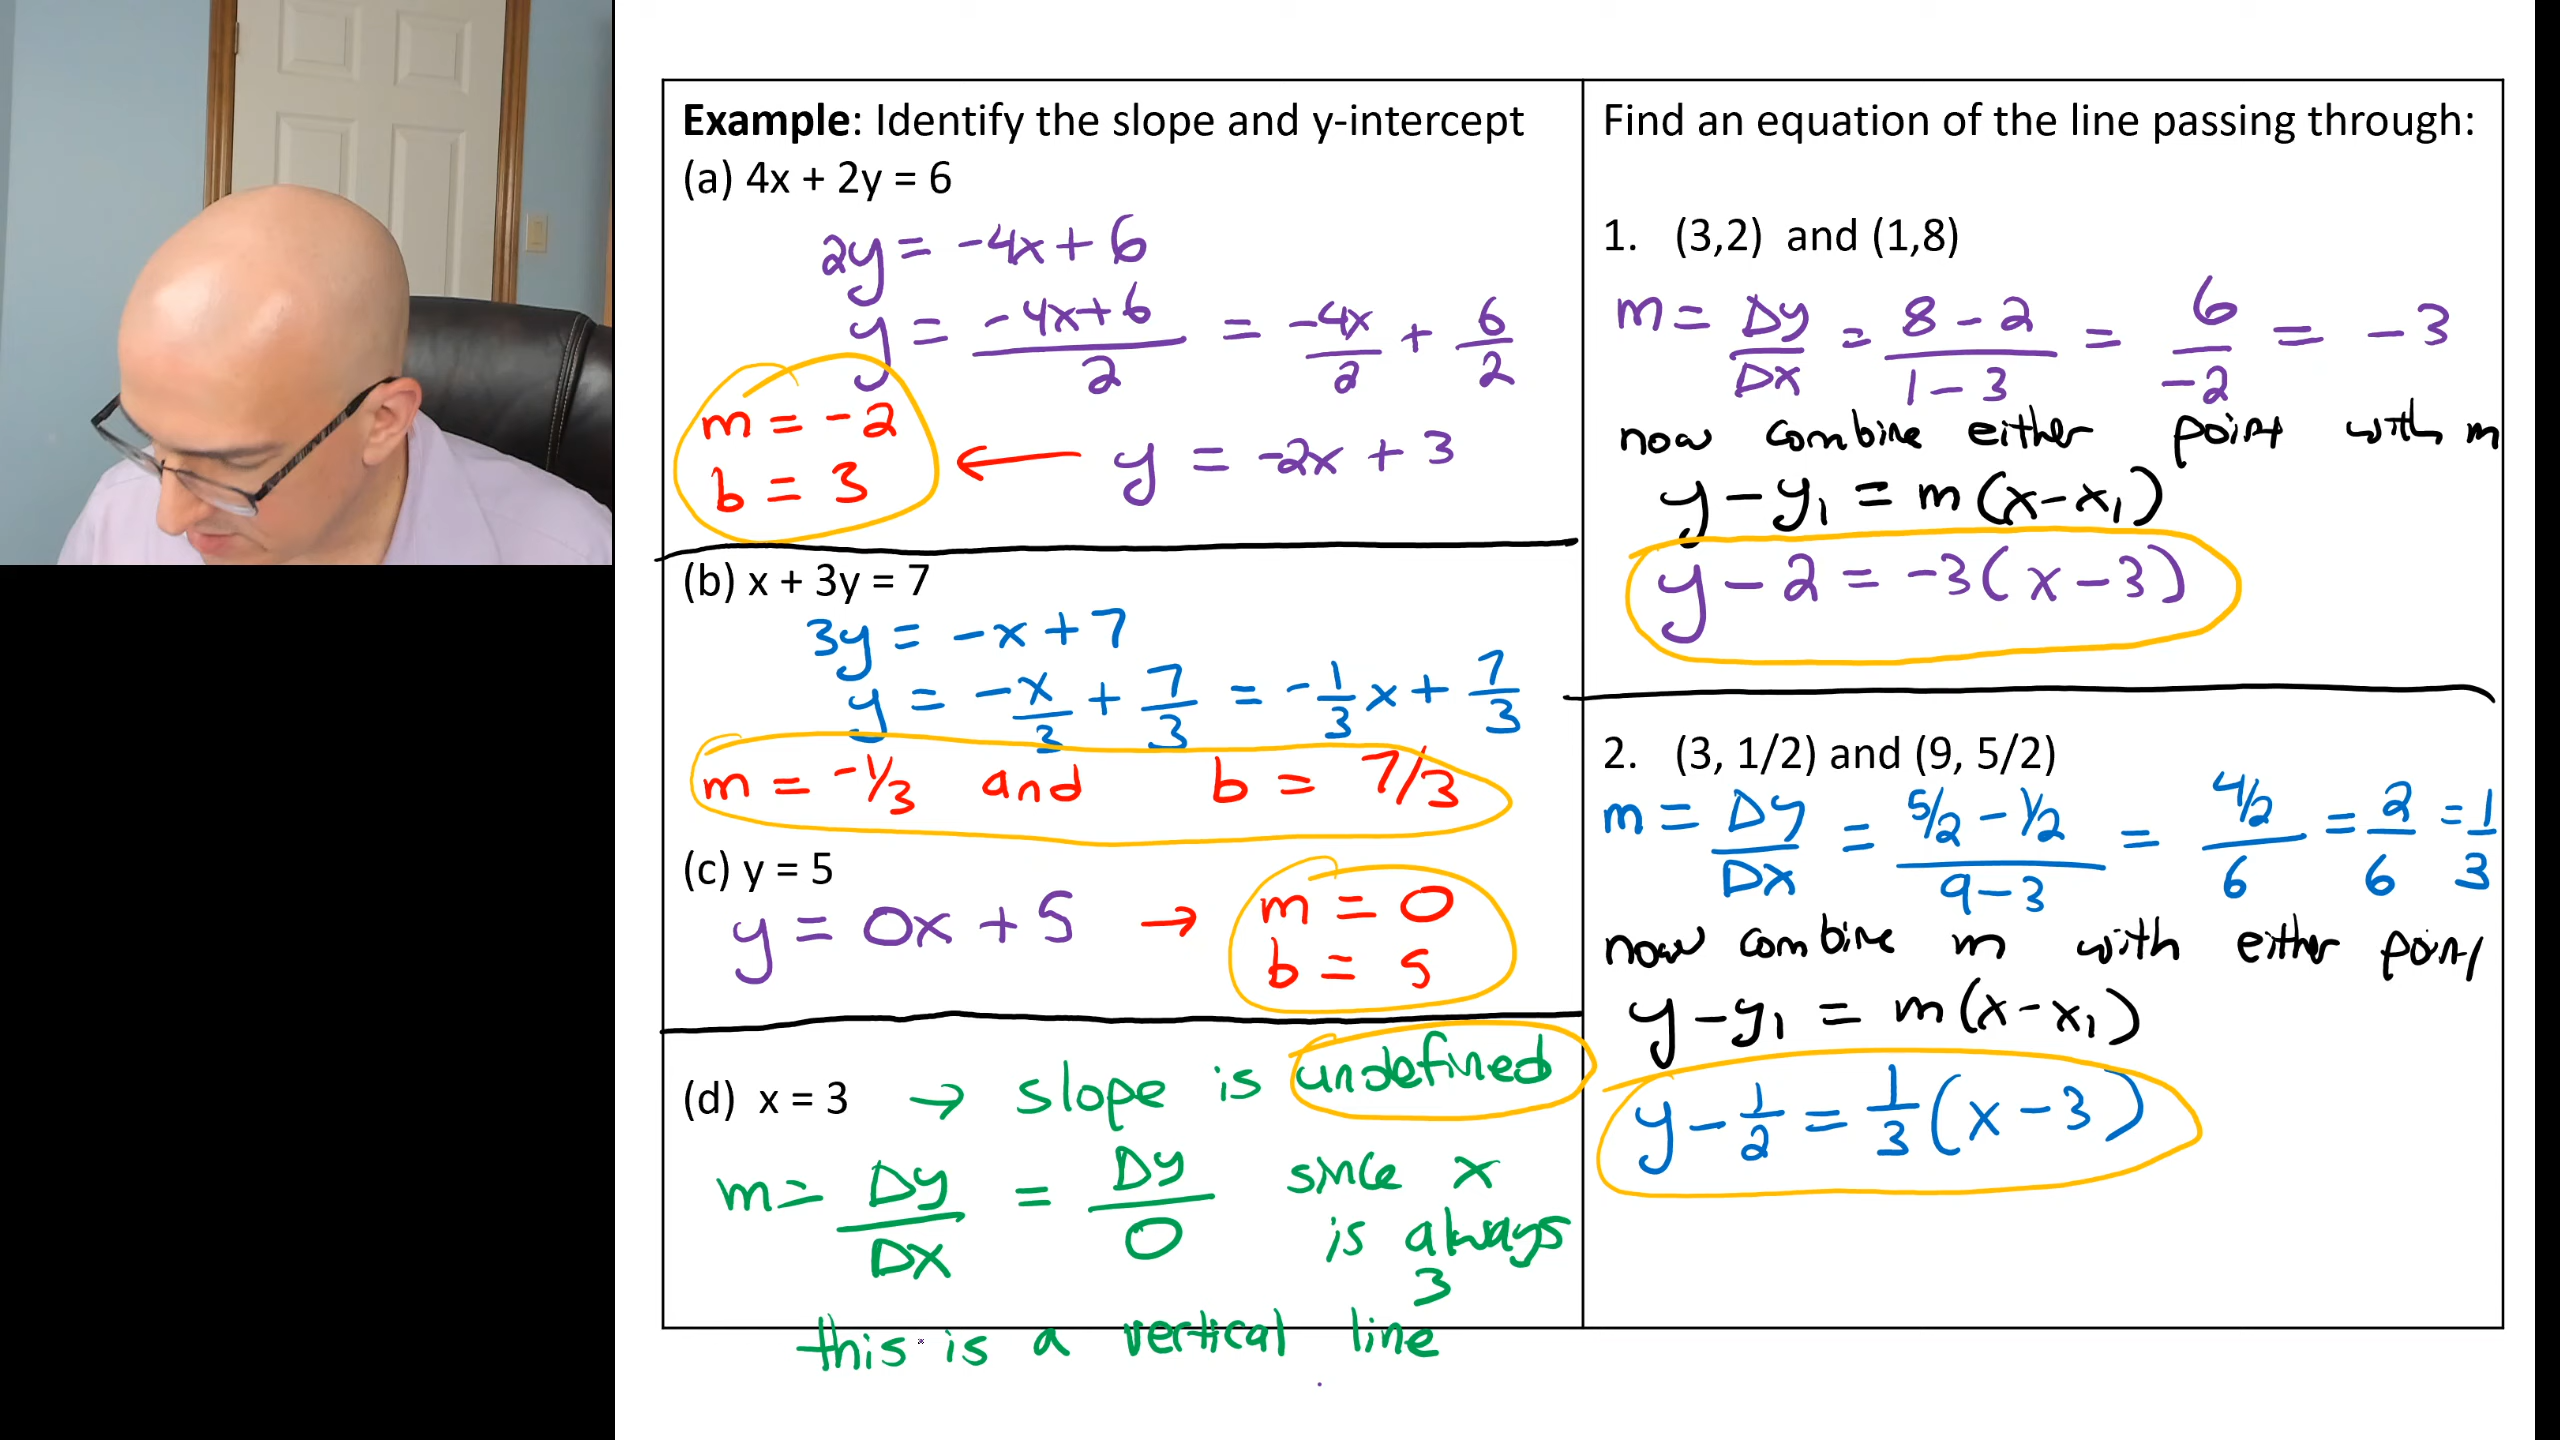 Example: Identify the slope and y-intercept
(a) 4x + 2y = 6
2y = -4x + 6
y = (-4x+6)/2 = -4x/2 + 6/2
m = -2
b = 3
← y = -2x + 3
(b) x + 3y = 7
3y = -x + 7
y = -x/3 + 7/3 = -1/3 x + 7/3
m = -1/3 and b = 7/3
(c) y = 5
y = 0x + 5 → m = 0
b = 5
(d) x = 3 → slope is undefined
m = Δy/Δx = Δy/0 since x
is always
3
this is a vertical line
Find an equation of the line passing through:
1. (3,2) and (1,8)
m = Δy/Δx = (8-2)/(1-3) = 6/-2 = -3
now combine either point with m
y - y₁ = m(x-x₁)
y - 2 = -3(x-3)
2. (3, 1/2) and (9, 5/2)
m = Δy/Δx = (5/2 - 1/2)/(9-3) = (4/2)/6 = 2/6 = 1/3
now combine m with either point
y - y₁ = m(x-x₁)
y - 1/2 = 1/3(x-3)